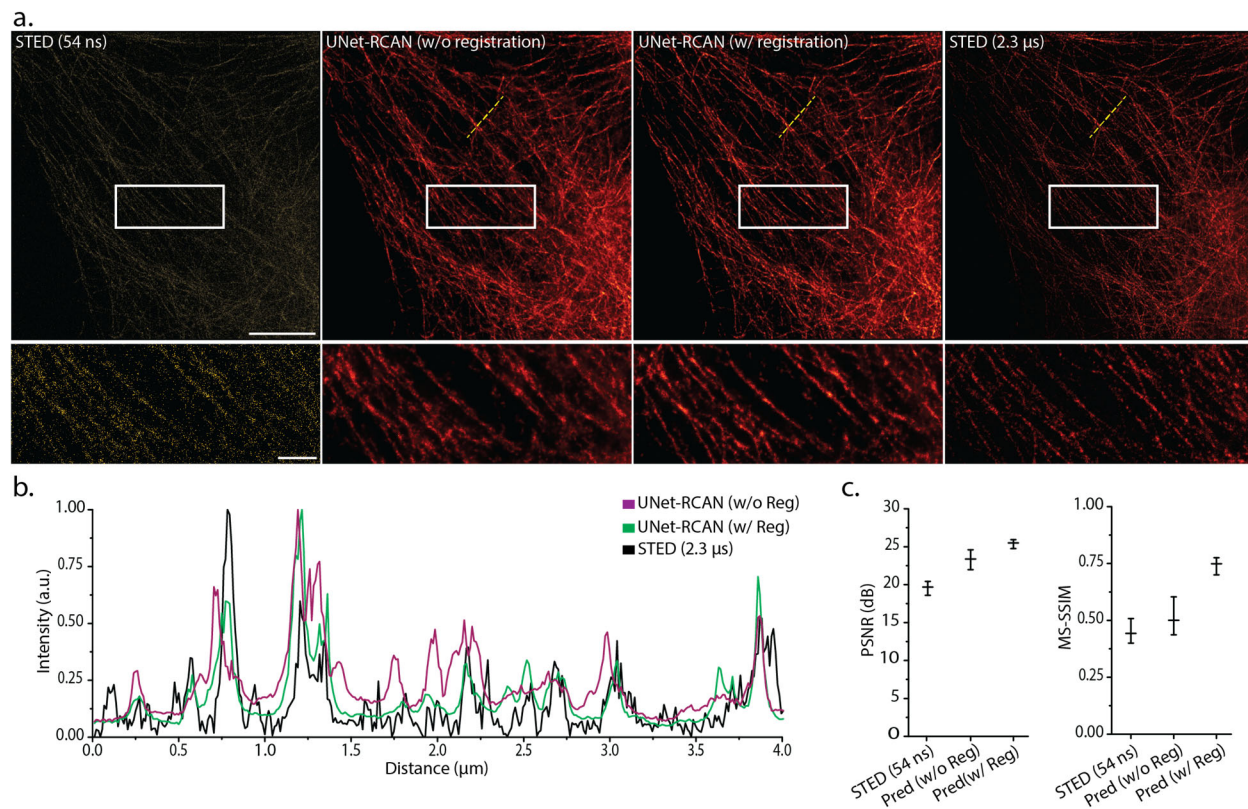 a.
STED (54 ns)
UNet-RCAN (w/o registration)
UNet-RCAN (w/ registration)
STED (2.3 µs)
b.
1.00
0.75
0.50
0.25
0.00
Intensity (a.u.)
0.0
0.5
1.0
1.5
2.0
2.5
3.0
3.5
4.0
Distance (µm)
UNet-RCAN (w/o Reg)
UNet-RCAN (w/ Reg)
STED (2.3 µs)
c.
30
25
20
15
10
5
0
PSNR (dB)
STED (54 ns)
Pred (w/o Reg)
Pred(w/ Reg)
1.00
0.75
0.50
0.25
0.00
MS-SSIM
STED (54 ns)
Pred (w/o Reg)
Pred (w/ Reg)